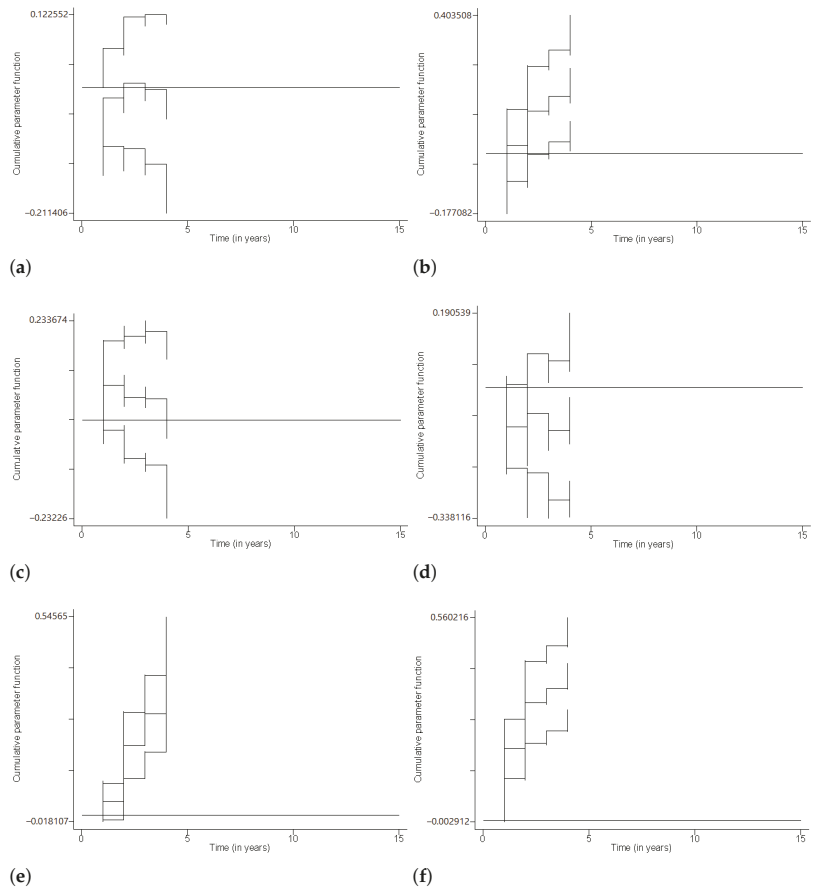 0.122552
Cumulative parameter function
−0.211406
0 5 10 15
Time (in years)
(a)
0.403508
Cumulative parameter function
−0.177082
0 5 10 15
Time (in years)
(b)
0.233674
Cumulative parameter function
−0.23226
0 5 10 15
Time (in years)
(c)
0.190539
Cumulative parameter function
−0.338116
0 5 10 15
Time (in years)
(d)
0.54565
Cumulative parameter function
−0.018107
0 5 10 15
Time (in years)
(e)
0.560216
Cumulative parameter function
−0.002912
0 5 10 15
Time (in years)
(f)